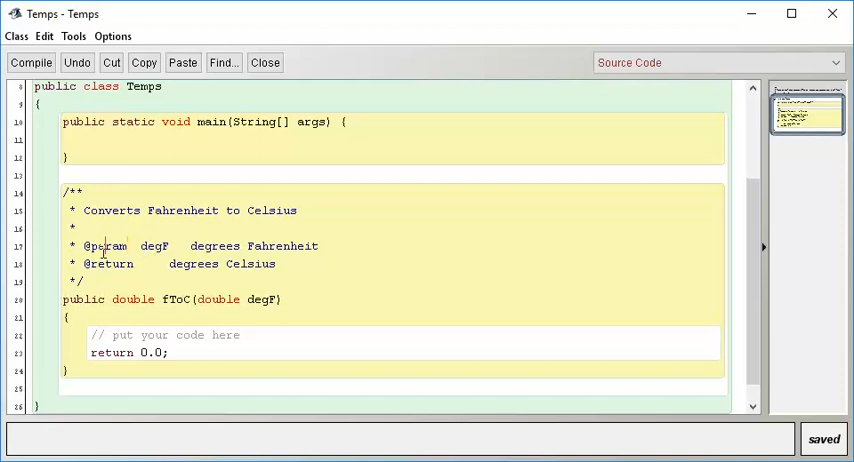 Temps - Temps
Class Edit Tools Options
Compile Undo Cut Copy Paste Find... Close Source Code
8 public class Temps
9 {
10 public static void main(String[] args) {
11
12 }
13
14 /**
15 * Converts Fahrenheit to Celsius
16 *
17 * @param degF degrees Fahrenheit
18 * @return degrees Celsius
19 */
20 public double fToC(double degF)
21 {
22 // put your code here
23 return 0.0;
24 }
25
26 }
saved